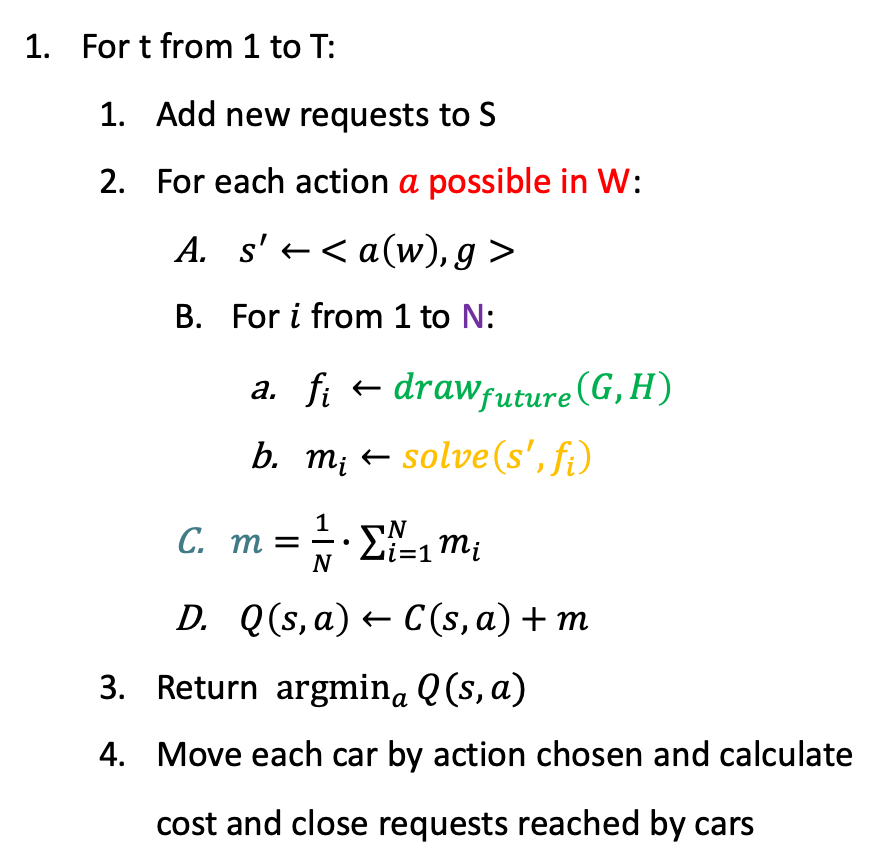 1. For t from 1 to T:
1. Add new requests to S
2. For each action a possible in W:
A. s′ ← < a(w), g >
B. For i from 1 to N:
a. fᵢ ← draw_future(G, H)
b. mᵢ ← solve(s′, fᵢ)
C. m = 1/N · ∑_{i=1}^{N} mᵢ
D. Q(s, a) ← C(s, a) + m
3. Return argminₐ Q(s, a)
4. Move each car by action chosen and calculate
cost and close requests reached by cars